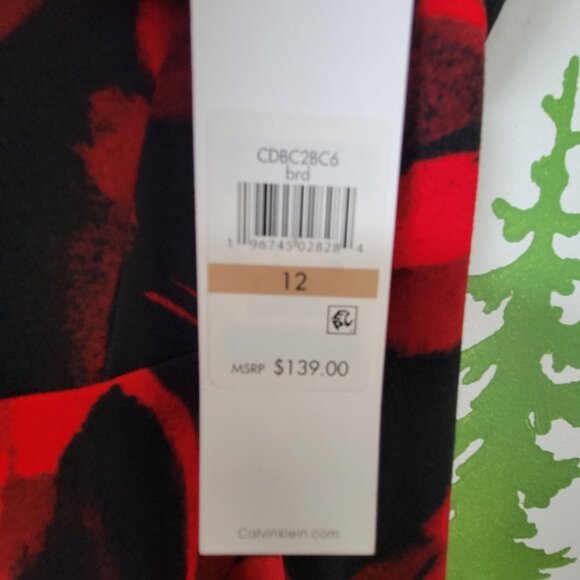 CDBC2BC6
brd
1 96745 02828 4
12
MSRP $139.00
Calvinklein.com